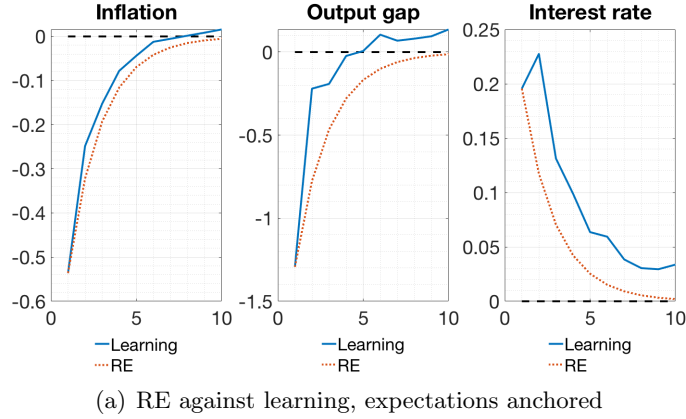 Inflation
Output gap
Interest rate
0
-0.1
-0.2
-0.3
-0.4
-0.5
-0.6
0
5
10
0
-0.5
-1
-1.5
0
5
10
0.25
0.2
0.15
0.1
0.05
0
0
5
10
Learning
RE
Learning
RE
Learning
RE
(a) RE against learning, expectations anchored